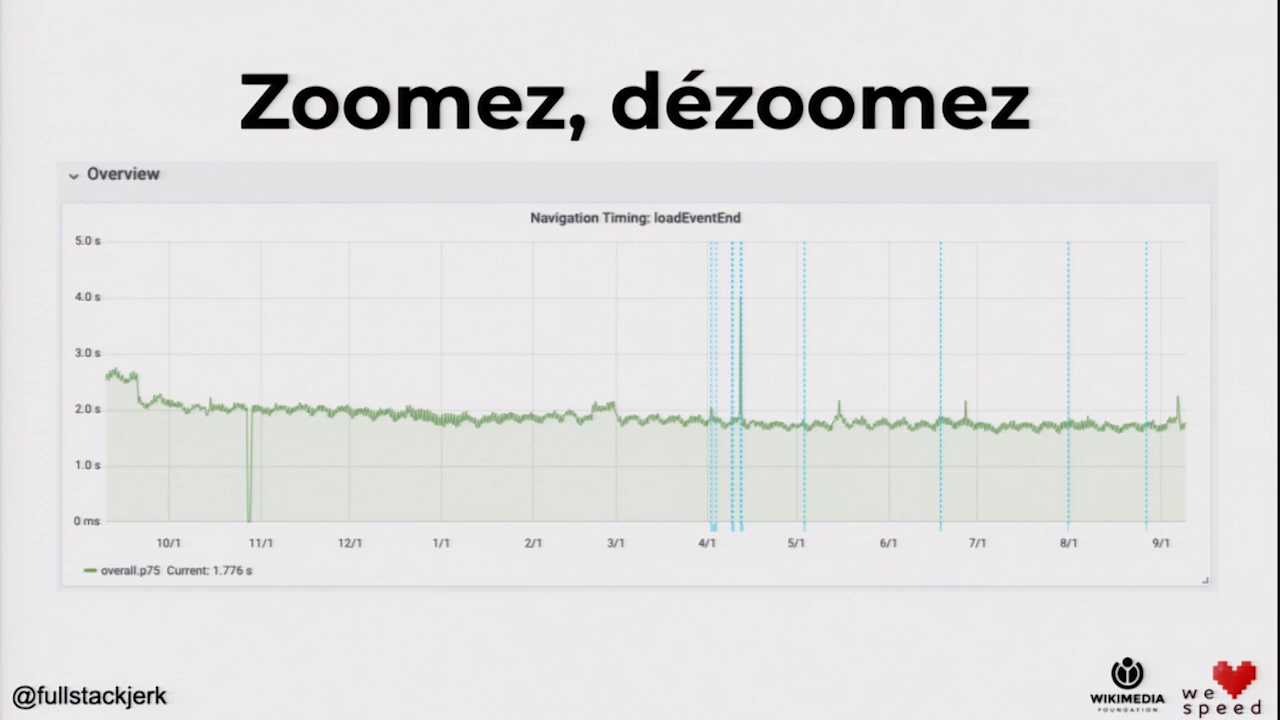 Zoomez, dézoomez
Overview
Navigation Timing: loadEventEnd
5.0 s
4.0 s
3.0 s
2.0 s
1.0 s
0 ms
10/1 11/1 12/1 1/1 2/1 3/1 4/1 5/1 6/1 7/1 8/1 9/1
overall.p75 Current: 1.776 s
@fullstackjerk
WIKIMEDIA
FOUNDATION
we
speed